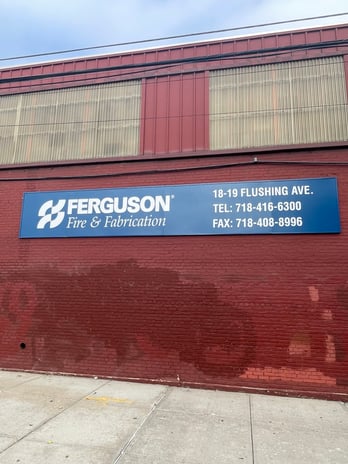 FERGUSON®
Fire & Fabrication
18-19 FLUSHING AVE.
TEL: 718-416-6300
FAX: 718-408-8996